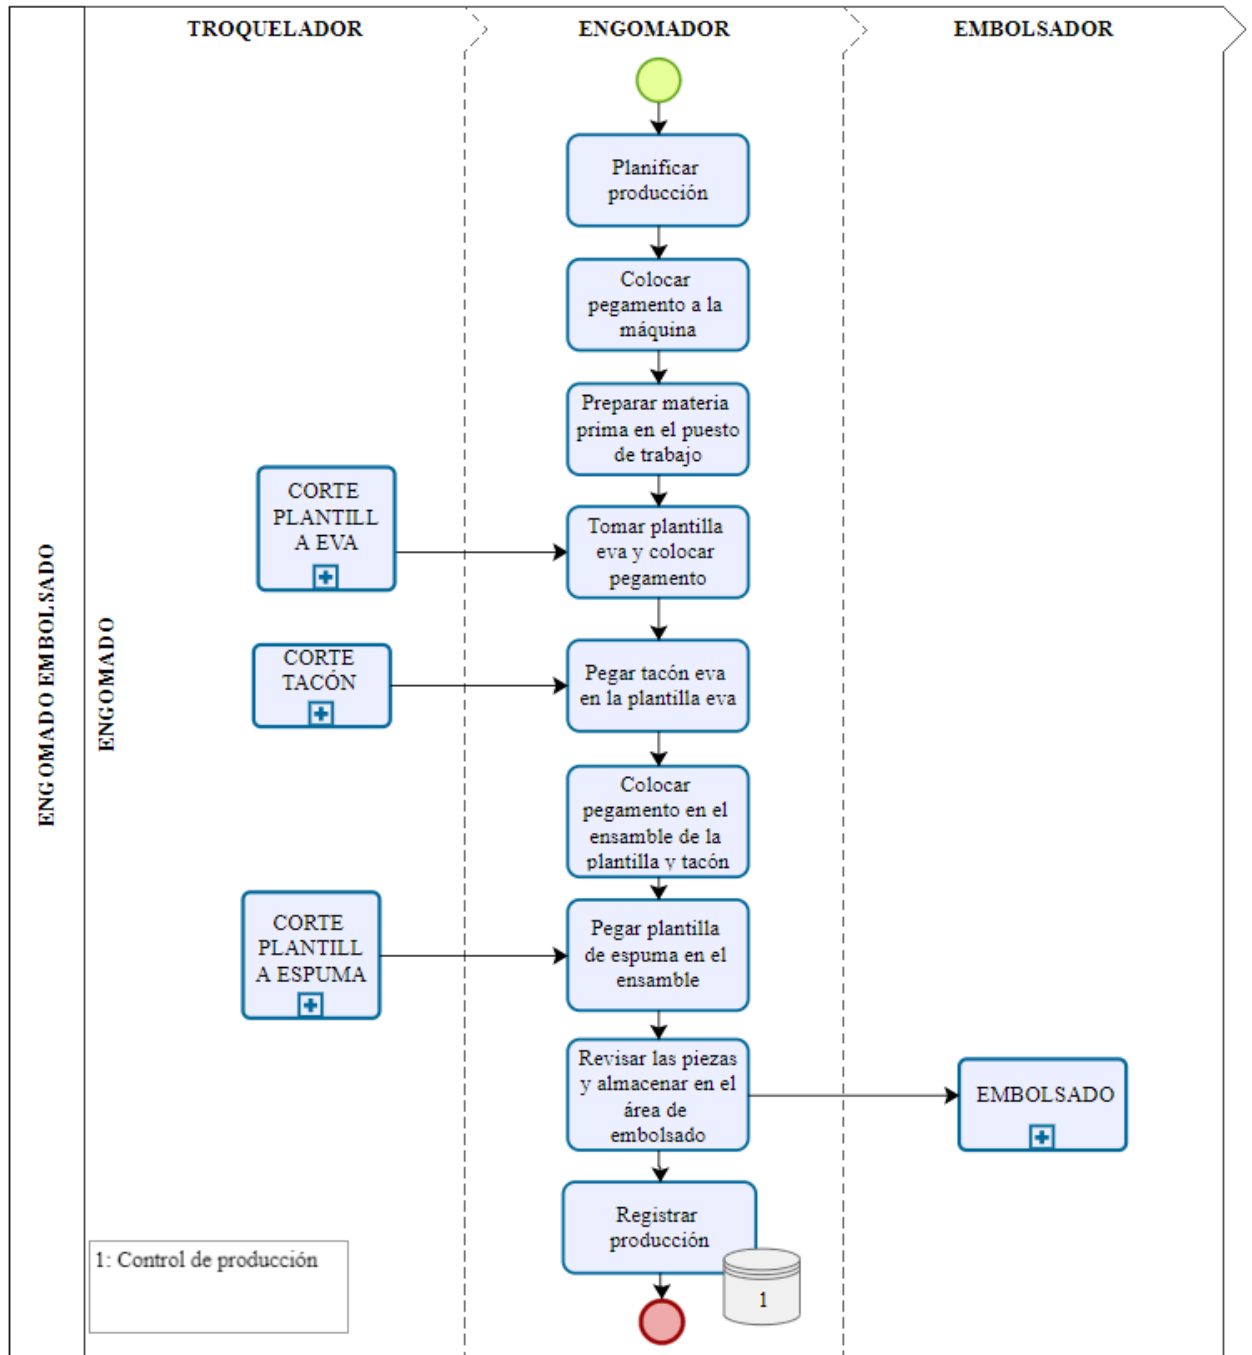 TROQUELADOR
ENGOMADOR
EMBOLSADOR
ENGOMADO EMBOLSADO
ENGOMADO
Planificar
producción
Colocar
pegamento a la
máquina
Preparar materia
prima en el puesto
de trabajo
CORTE
PLANTILL
A EVA
Tomar plantilla
eva y colocar
pegamento
CORTE
TACÓN
Pegar tacón eva
en la plantilla eva
Colocar
pegamento en el
ensamble de la
plantilla y tacón
CORTE
PLANTILL
A ESPUMA
Pegar plantilla
de espuma en el
ensamble
Revisar las piezas
y almacenar en el
área de
embolsado
EMBOLSADO
Registrar
producción
1
1: Control de producción